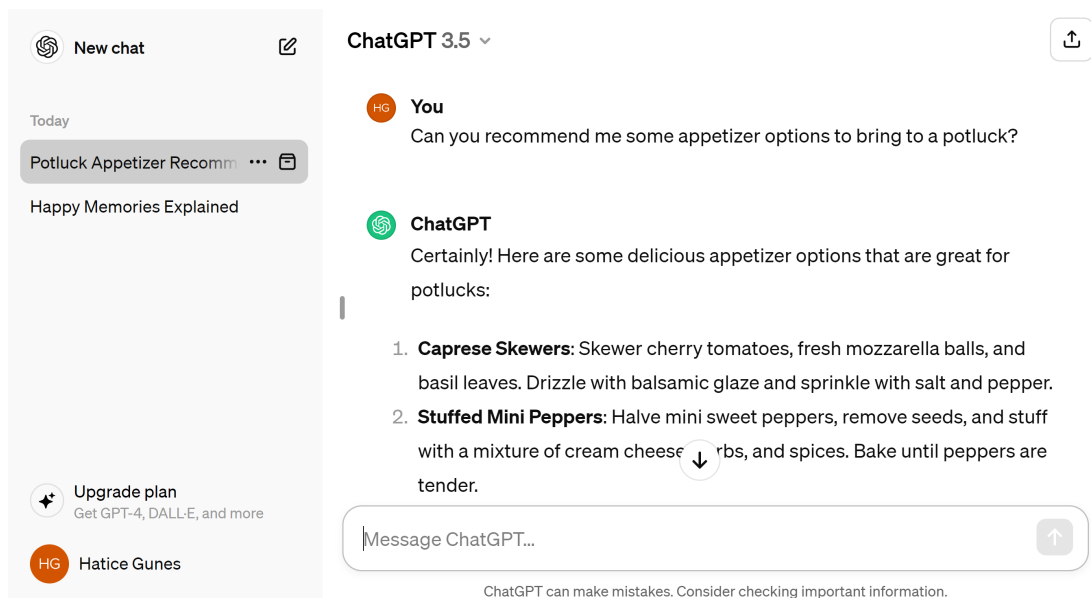 New chat
Today
Potluck Appetizer Recomm
Happy Memories Explained
Upgrade plan
Get GPT-4, DALL·E, and more
HG
Hatice Gunes
ChatGPT 3.5
HG
You
Can you recommend me some appetizer options to bring to a potluck?
ChatGPT
Certainly! Here are some delicious appetizer options that are great for
potlucks:
1. Caprese Skewers: Skewer cherry tomatoes, fresh mozzarella balls, and
basil leaves. Drizzle with balsamic glaze and sprinkle with salt and pepper.
2. Stuffed Mini Peppers: Halve mini sweet peppers, remove seeds, and stuff
with a mixture of cream cheese rbs, and spices. Bake until peppers are
tender.
Message ChatGPT...
ChatGPT can make mistakes. Consider checking important information.